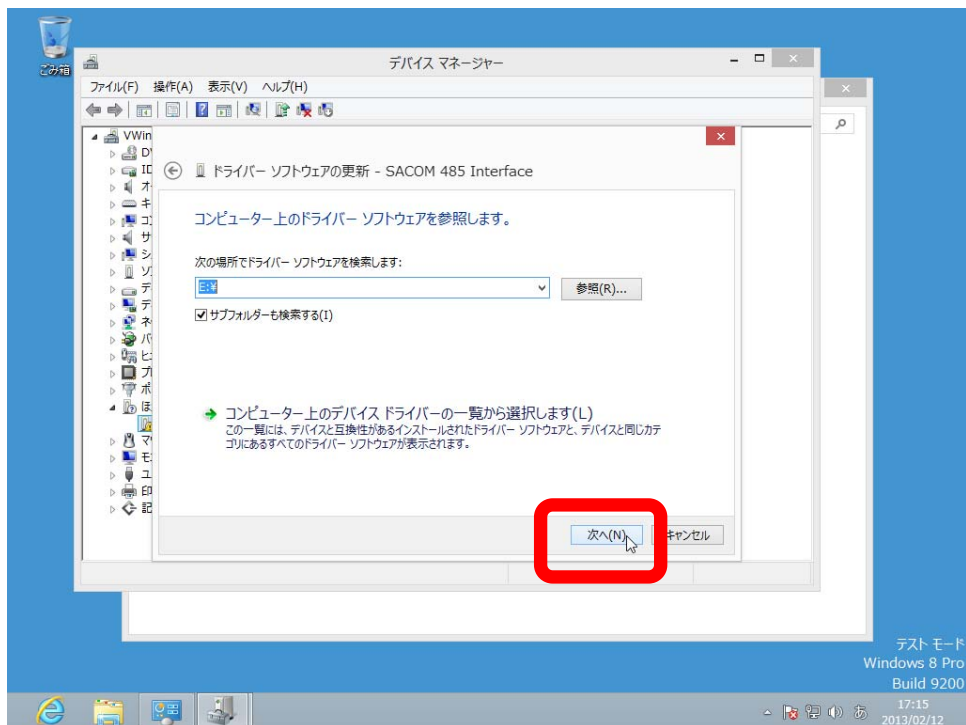 ごみ箱
デバイス マネージャー
ファイル(F) 操作(A) 表示(V) ヘルプ(H)
VWin
ドライバー ソフトウェアの更新 - SACOM 485 Interface
コンピューター上のドライバー ソフトウェアを参照します。
次の場所でドライバー ソフトウェアを検索します:
E:¥
参照(R)...
サブフォルダーも検索する(I)
コンピューター上のデバイス ドライバーの一覧から選択します(L)
この一覧には、デバイスと互換性があるインストールされたドライバー ソフトウェアと、デバイスと同じカテ
ゴリにあるすべてのドライバー ソフトウェアが表示されます。
次へ(N)
キャンセル
テスト モード
Windows 8 Pro
Build 9200
あ
17:15
2013/02/12